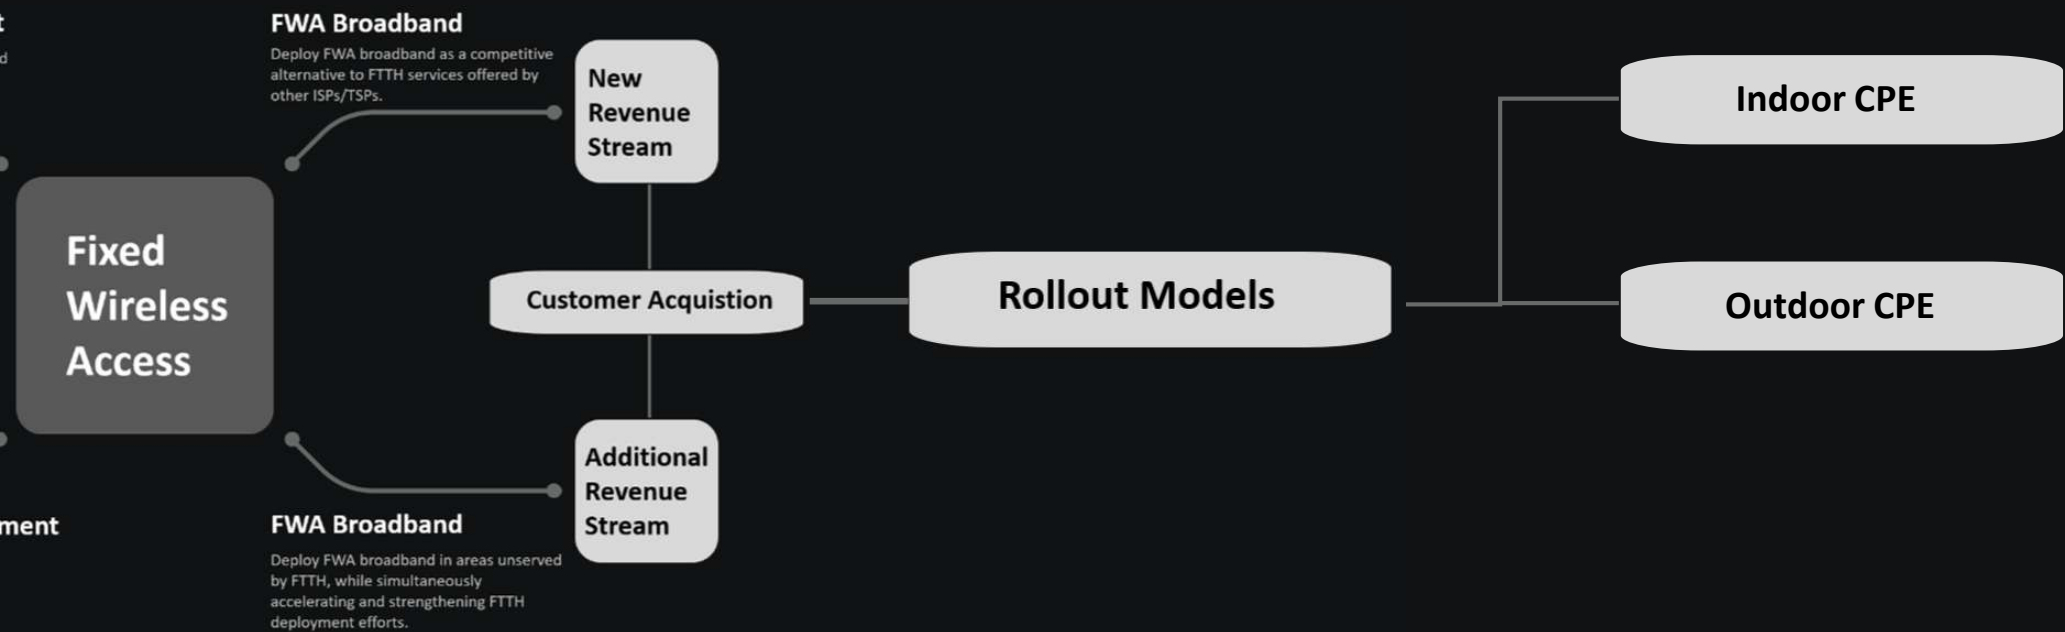 t
d
FWA Broadband
Deploy FWA broadband as a competitive
alternative to FTTH services offered by
other ISPs/TSPs.
New
Revenue
Stream
Indoor CPE
Fixed
Wireless
Access
Customer Acquistion
Rollout Models
Outdoor CPE
Additional
Revenue
Stream
ment
FWA Broadband
Deploy FWA broadband in areas unserved
by FTTH, while simultaneously
accelerating and strengthening FTTH
deployment efforts.